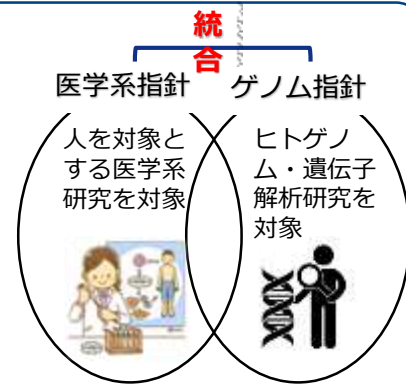 統
合
医学系指針 ゲノム指針
人を対象と
する医学系
研究を対象
ヒトゲノ
ム・遺伝子
解析研究を
対象